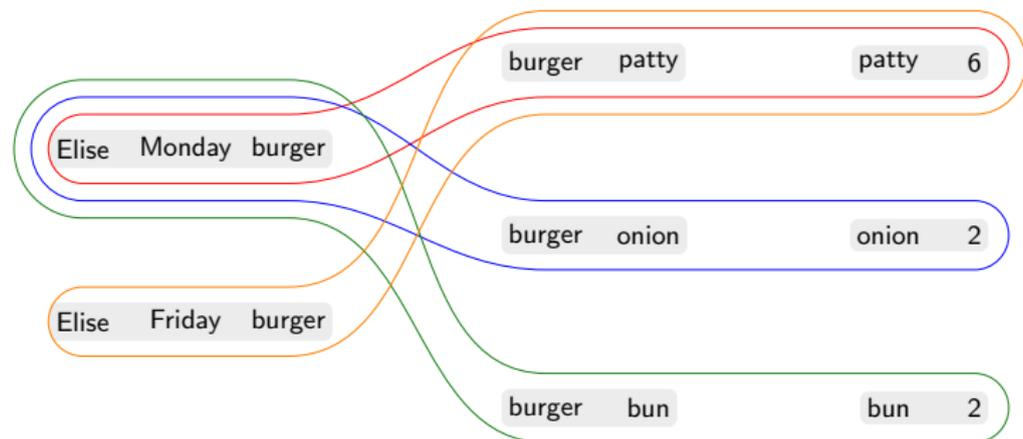 burger patty patty 6
Elise Monday burger
burger onion onion 2
Elise Friday burger
burger bun bun 2